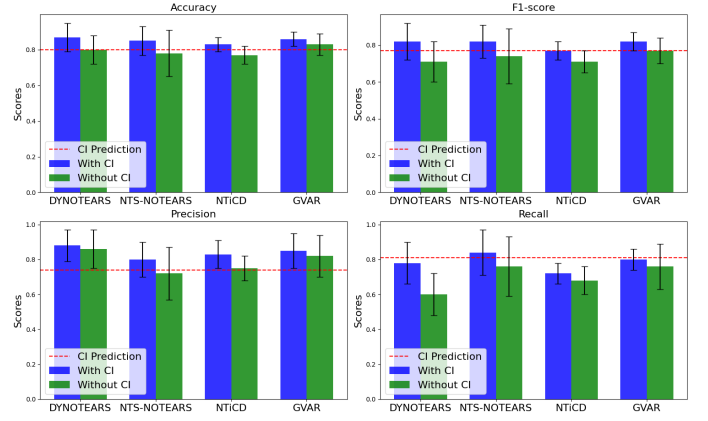 Accuracy
Scores
0.8
0.6
0.4
0.2
0.0
CI Prediction
With CI
Without CI
DYNOTEARS NTS-NOTEARS NTiCD GVAR
F1-score
Scores
0.8
0.6
0.4
0.2
0.0
CI Prediction
With CI
Without CI
DYNOTEARS NTS-NOTEARS NTiCD GVAR
Precision
Scores
1.0
0.8
0.6
0.4
0.2
0.0
CI Prediction
With CI
Without CI
DYNOTEARS NTS-NOTEARS NTiCD GVAR
Recall
Scores
1.0
0.8
0.6
0.4
0.2
0.0
CI Prediction
With CI
Without CI
DYNOTEARS NTS-NOTEARS NTiCD GVAR